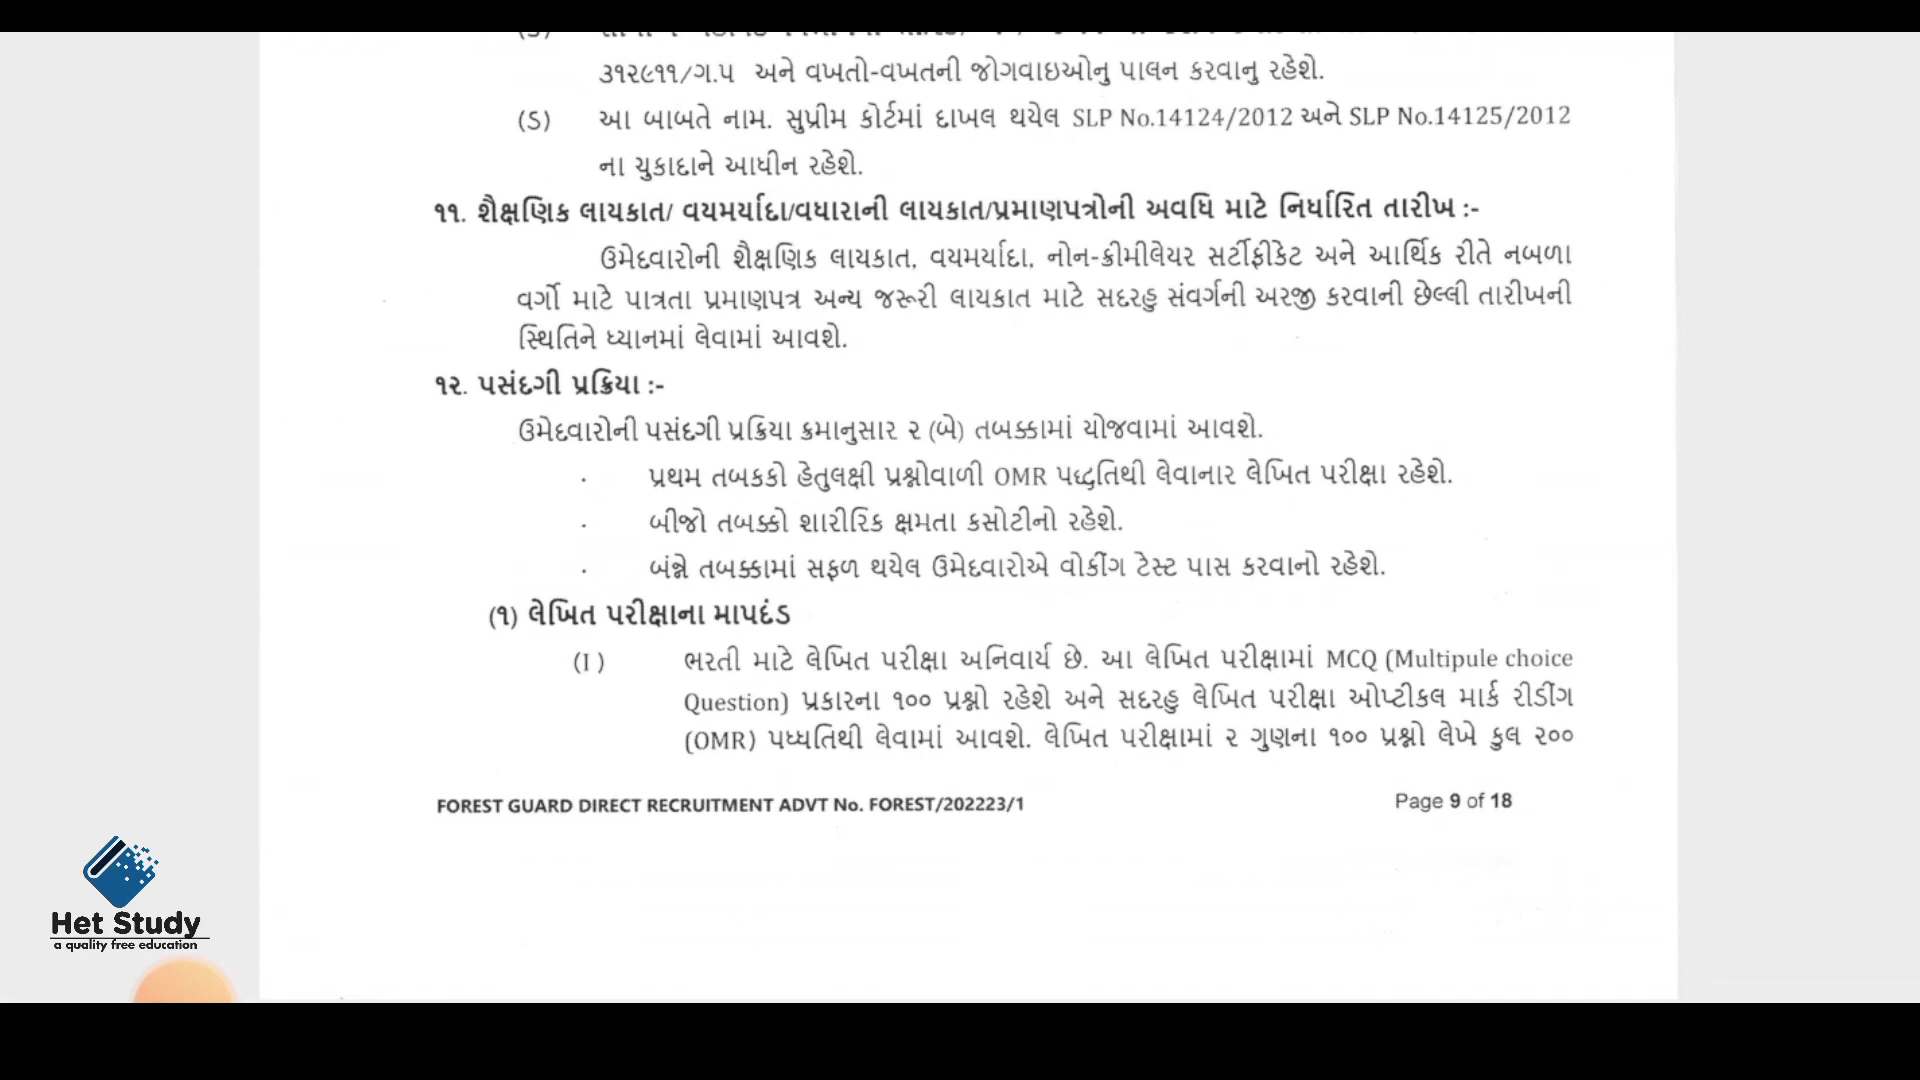 ૩૧૨૯૧૧/ગ.૫ અને વખતો-વખતની જોગવાઇઓનુ પાલન કરવાનુ રહેશે.
(ડ) આ બાબતે નામ. સુપ્રીમ કોર્ટમાં દાખલ થયેલ SLP No.14124/2012 અને SLP No.14125/2012
ના ચુકાદાને આધીન રહેશે.
૧૧. શૈક્ષણિક લાયકાત/ વયમર્યાદા/વધારાની લાયકાત/પ્રમાણપત્રોની અવધિ માટે નિર્ધારિત તારીખ :-
ઉમેદવારોની શૈક્ષણિક લાયકાત, વયમર્યાદા, નોન-ક્રીમીલેયર સર્ટીફીકેટ અને આર્થિક રીતે નબળા
વર્ગો માટે પાત્રતા પ્રમાણપત્ર અન્ય જરૂરી લાયકાત માટે સદરહુ સંવર્ગની અરજી કરવાની છેલ્લી તારીખની
સ્થિતિને ધ્યાનમાં લેવામાં આવશે.
૧૨. પસંદગી પ્રક્રિયા :-
ઉમેદવારોની પસંદગી પ્રક્રિયા ક્રમાનુસાર ૨ (બે) તબક્કામાં યોજવામાં આવશે.
· પ્રથમ તબકકો હેતુલક્ષી પ્રશ્નોવાળી OMR પદ્ધતિથી લેવાનાર લેખિત પરીક્ષા રહેશે.
· બીજો તબક્કો શારીરિક ક્ષમતા કસોટીનો રહેશે.
· બંન્ને તબક્કામાં સફળ થયેલ ઉમેદવારોએ વોકીંગ ટેસ્ટ પાસ કરવાનો રહેશે.
(૧) લેખિત પરીક્ષાના માપદંડ
(I ) ભરતી માટે લેખિત પરીક્ષા અનિવાર્ય છે. આ લેખિત પરીક્ષામાં MCQ (Multipule choice
Question) પ્રકારના ૧૦૦ પ્રશ્નો રહેશે અને સદરહુ લેખિત પરીક્ષા ઓપ્ટીકલ માર્ક રીડીંગ
(OMR) પધ્ધતિથી લેવામાં આવશે. લેખિત પરીક્ષામાં ૨ ગુણના ૧૦૦ પ્રશ્નો લેખે કુલ ૨૦૦
FOREST GUARD DIRECT RECRUITMENT ADVT No. FOREST/202223/1 Page 9 of 18
Het Study
a quality free education